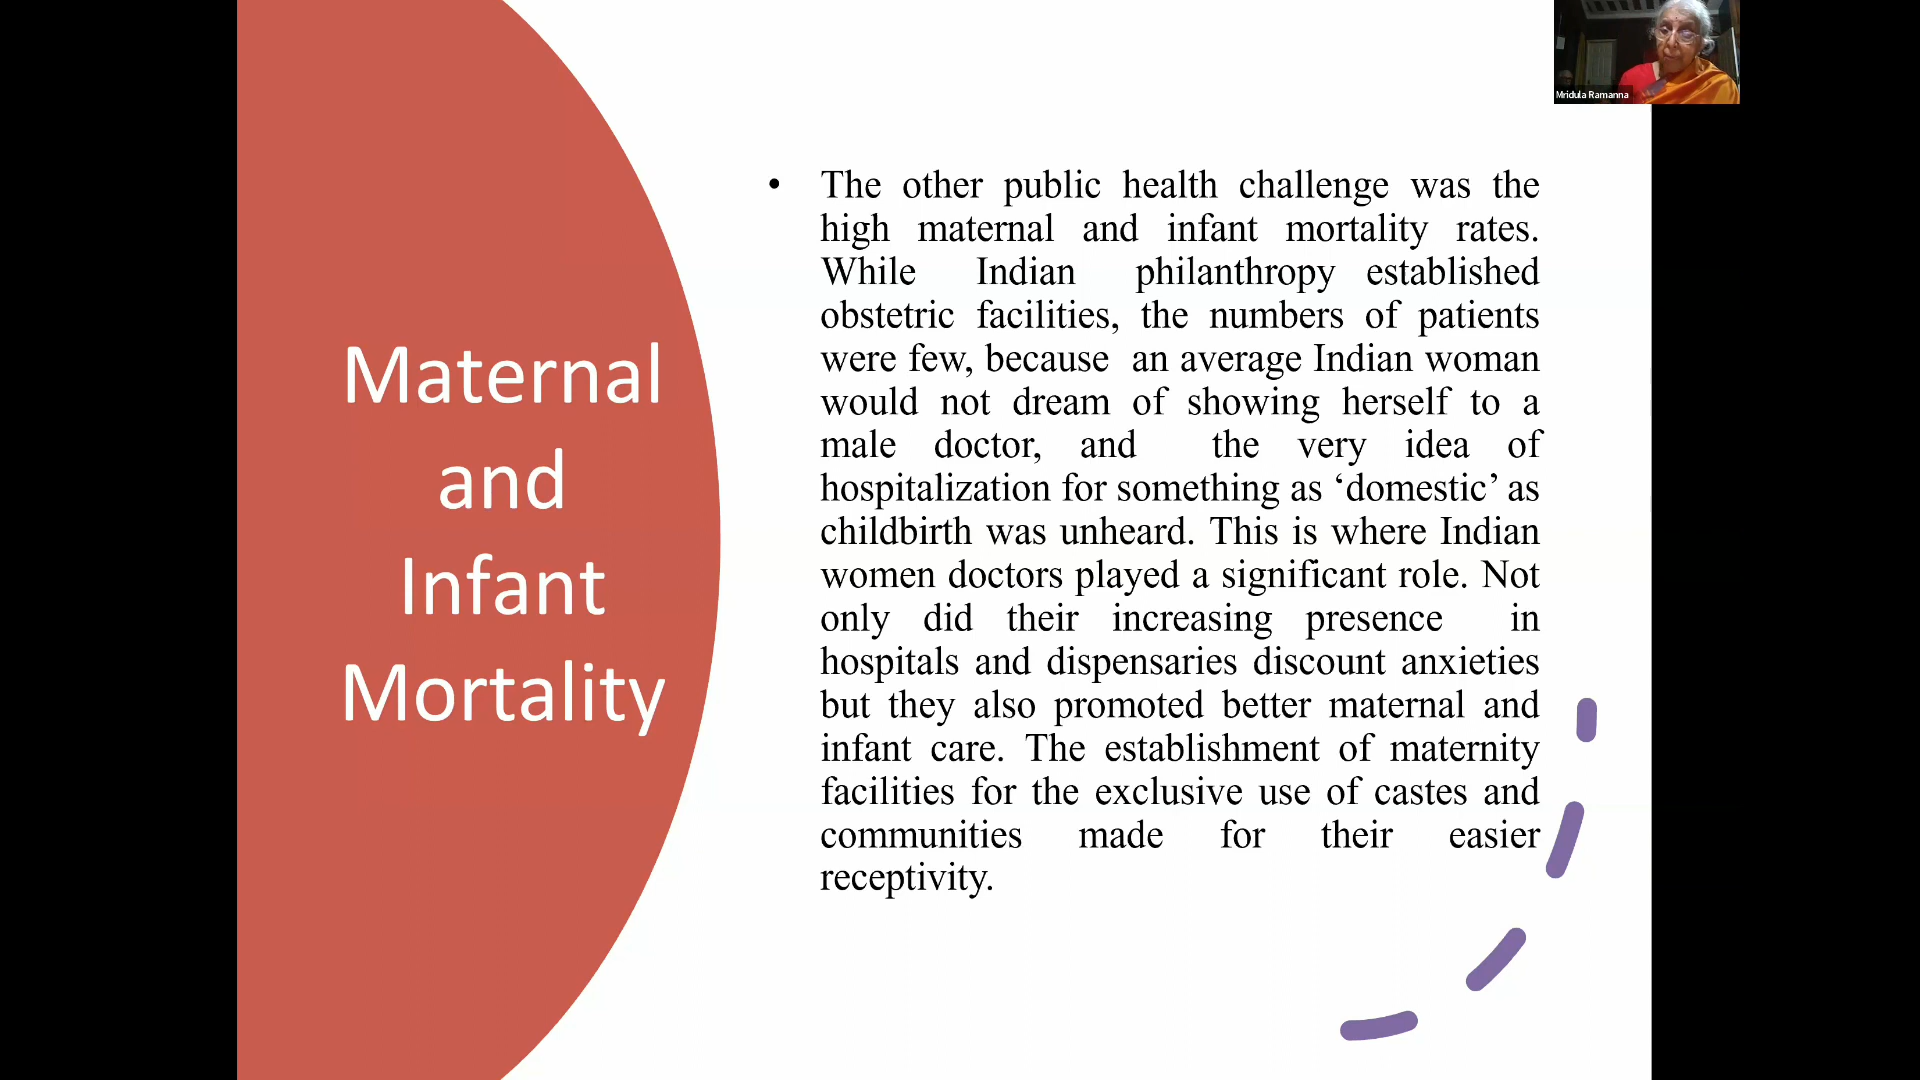 Maternal
and
Infant
Mortality
• The other public health challenge was the
high maternal and infant mortality rates.
While Indian philanthropy established
obstetric facilities, the numbers of patients
were few, because an average Indian woman
would not dream of showing herself to a
male doctor, and the very idea of
hospitalization for something as ‘domestic’ as
childbirth was unheard. This is where Indian
women doctors played a significant role. Not
only did their increasing presence in
hospitals and dispensaries discount anxieties
but they also promoted better maternal and
infant care. The establishment of maternity
facilities for the exclusive use of castes and
communities made for their easier
receptivity.
Mridula Ramanna